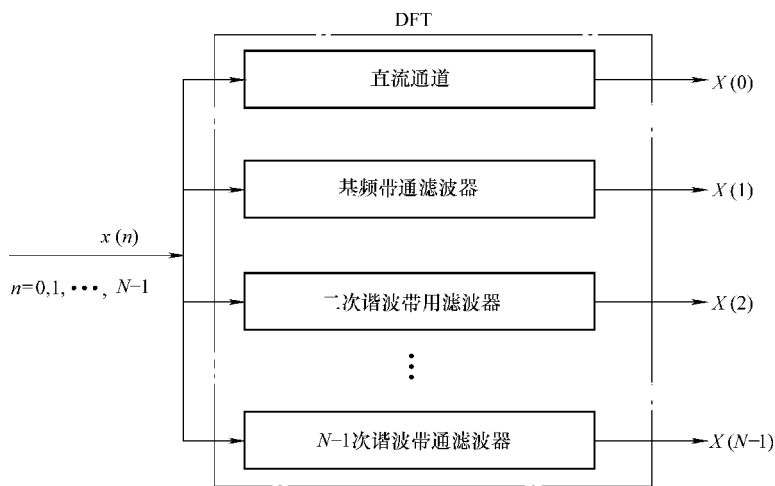 DFT
直流通道
X(0)
基频带通滤波器
X(1)
x(n)
n=0,1,•••, N−1
二次谐波带用滤波器
X(2)
⋮
N−1次谐波带通滤波器
X(N−1)